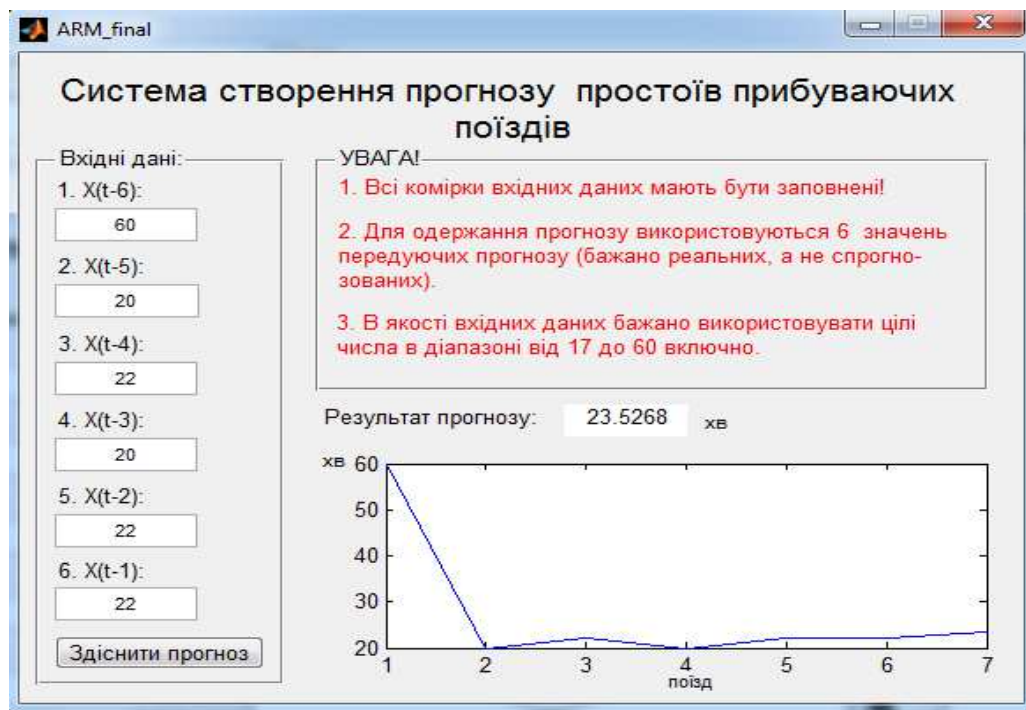 ARM_final
Система створення прогнозу простоїв прибуваючих
поїздів
Вхідні дані:
1. X(t-6):
60
2. X(t-5):
20
3. X(t-4):
22
4. X(t-3):
20
5. X(t-2):
22
6. X(t-1):
22
Здіснити прогноз
УВАГА!
1. Всі комірки вхідних даних мають бути заповнені!
2. Для одержання прогнозу використовуються 6 значень
передуючих прогнозу (бажано реальних, а не спрогно-
зованих).
3. В якості вхідних даних бажано використовувати цілі
числа в діапазоні від 17 до 60 включно.
Результат прогнозу: 23.5268 хв
хв 60
50
40
30
20
1 2 3 4 5 6 7
поїзд